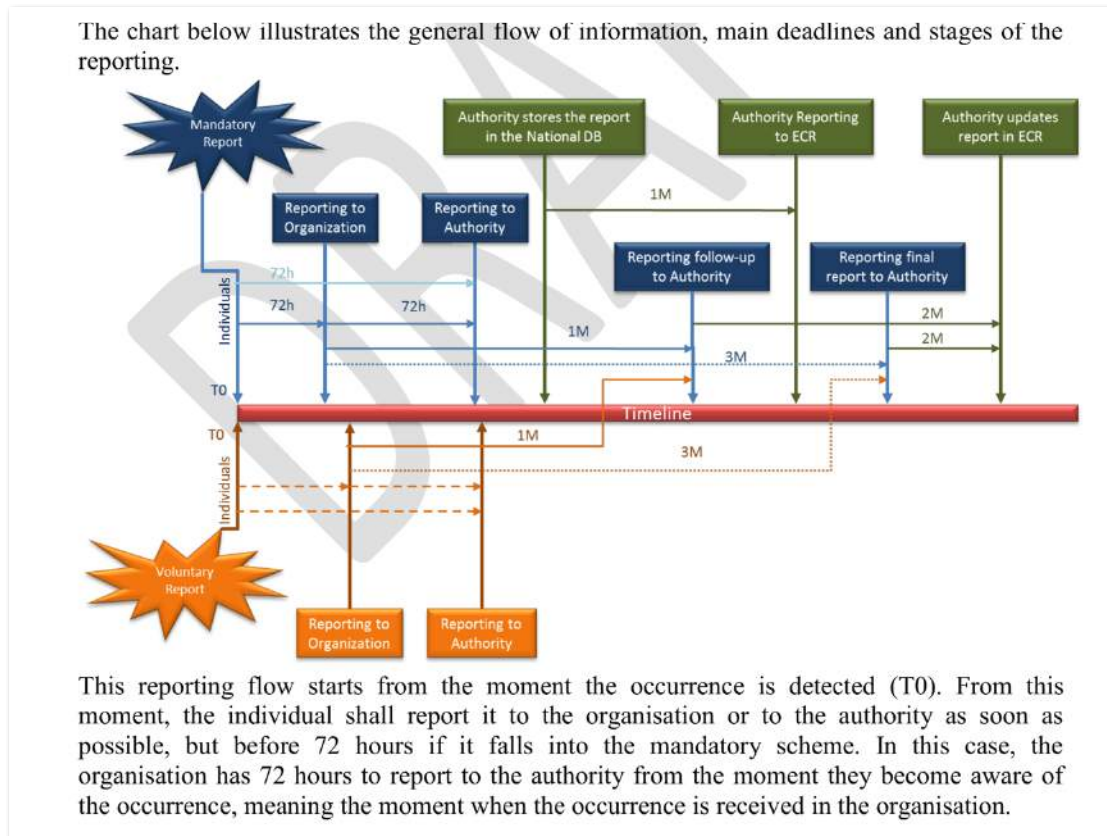 The chart below illustrates the general flow of information, main deadlines and stages of the
reporting.
Mandatory
Report
Authority stores the report
in the National DB
Authority Reporting
to ECR
Authority updates
report in ECR
1M
Reporting to
Organization
Reporting to
Authority
Reporting follow-up
to Authority
Reporting final
report to Authority
Individuals
72h
72h
72h
1M
2M
2M
3M
T0
Timeline
T0
1M
3M
Individuals
Voluntary
Report
Reporting to
Organization
Reporting to
Authority
DRAF
This reporting flow starts from the moment the occurrence is detected (T0). From this
moment, the individual shall report it to the organisation or to the authority as soon as
possible, but before 72 hours if it falls into the mandatory scheme. In this case, the
organisation has 72 hours to report to the authority from the moment they become aware of
the occurrence, meaning the moment when the occurrence is received in the organisation.